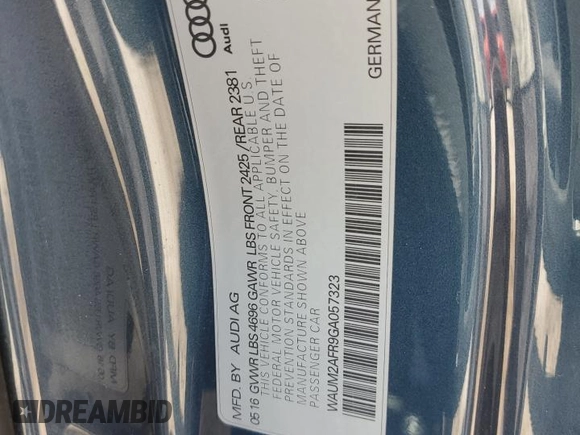 Audi
GERMAN
MFD. BY AUDI AG
0516 GVWR LBS 4696 GAWR LBS FRONT 2425 /REAR 2381
THIS VEHICLE CONFORMS TO ALL APPLICABLE U.S.
FEDERAL MOTOR VEHICLE SAFETY, BUMPER AND THEFT
PREVENTION STANDARDS IN EFFECT ON THE DATE OF
MANUFACTURE SHOWN ABOVE
PASSENGER CAR
WAUM2AFR9GA057323
DREAMBID